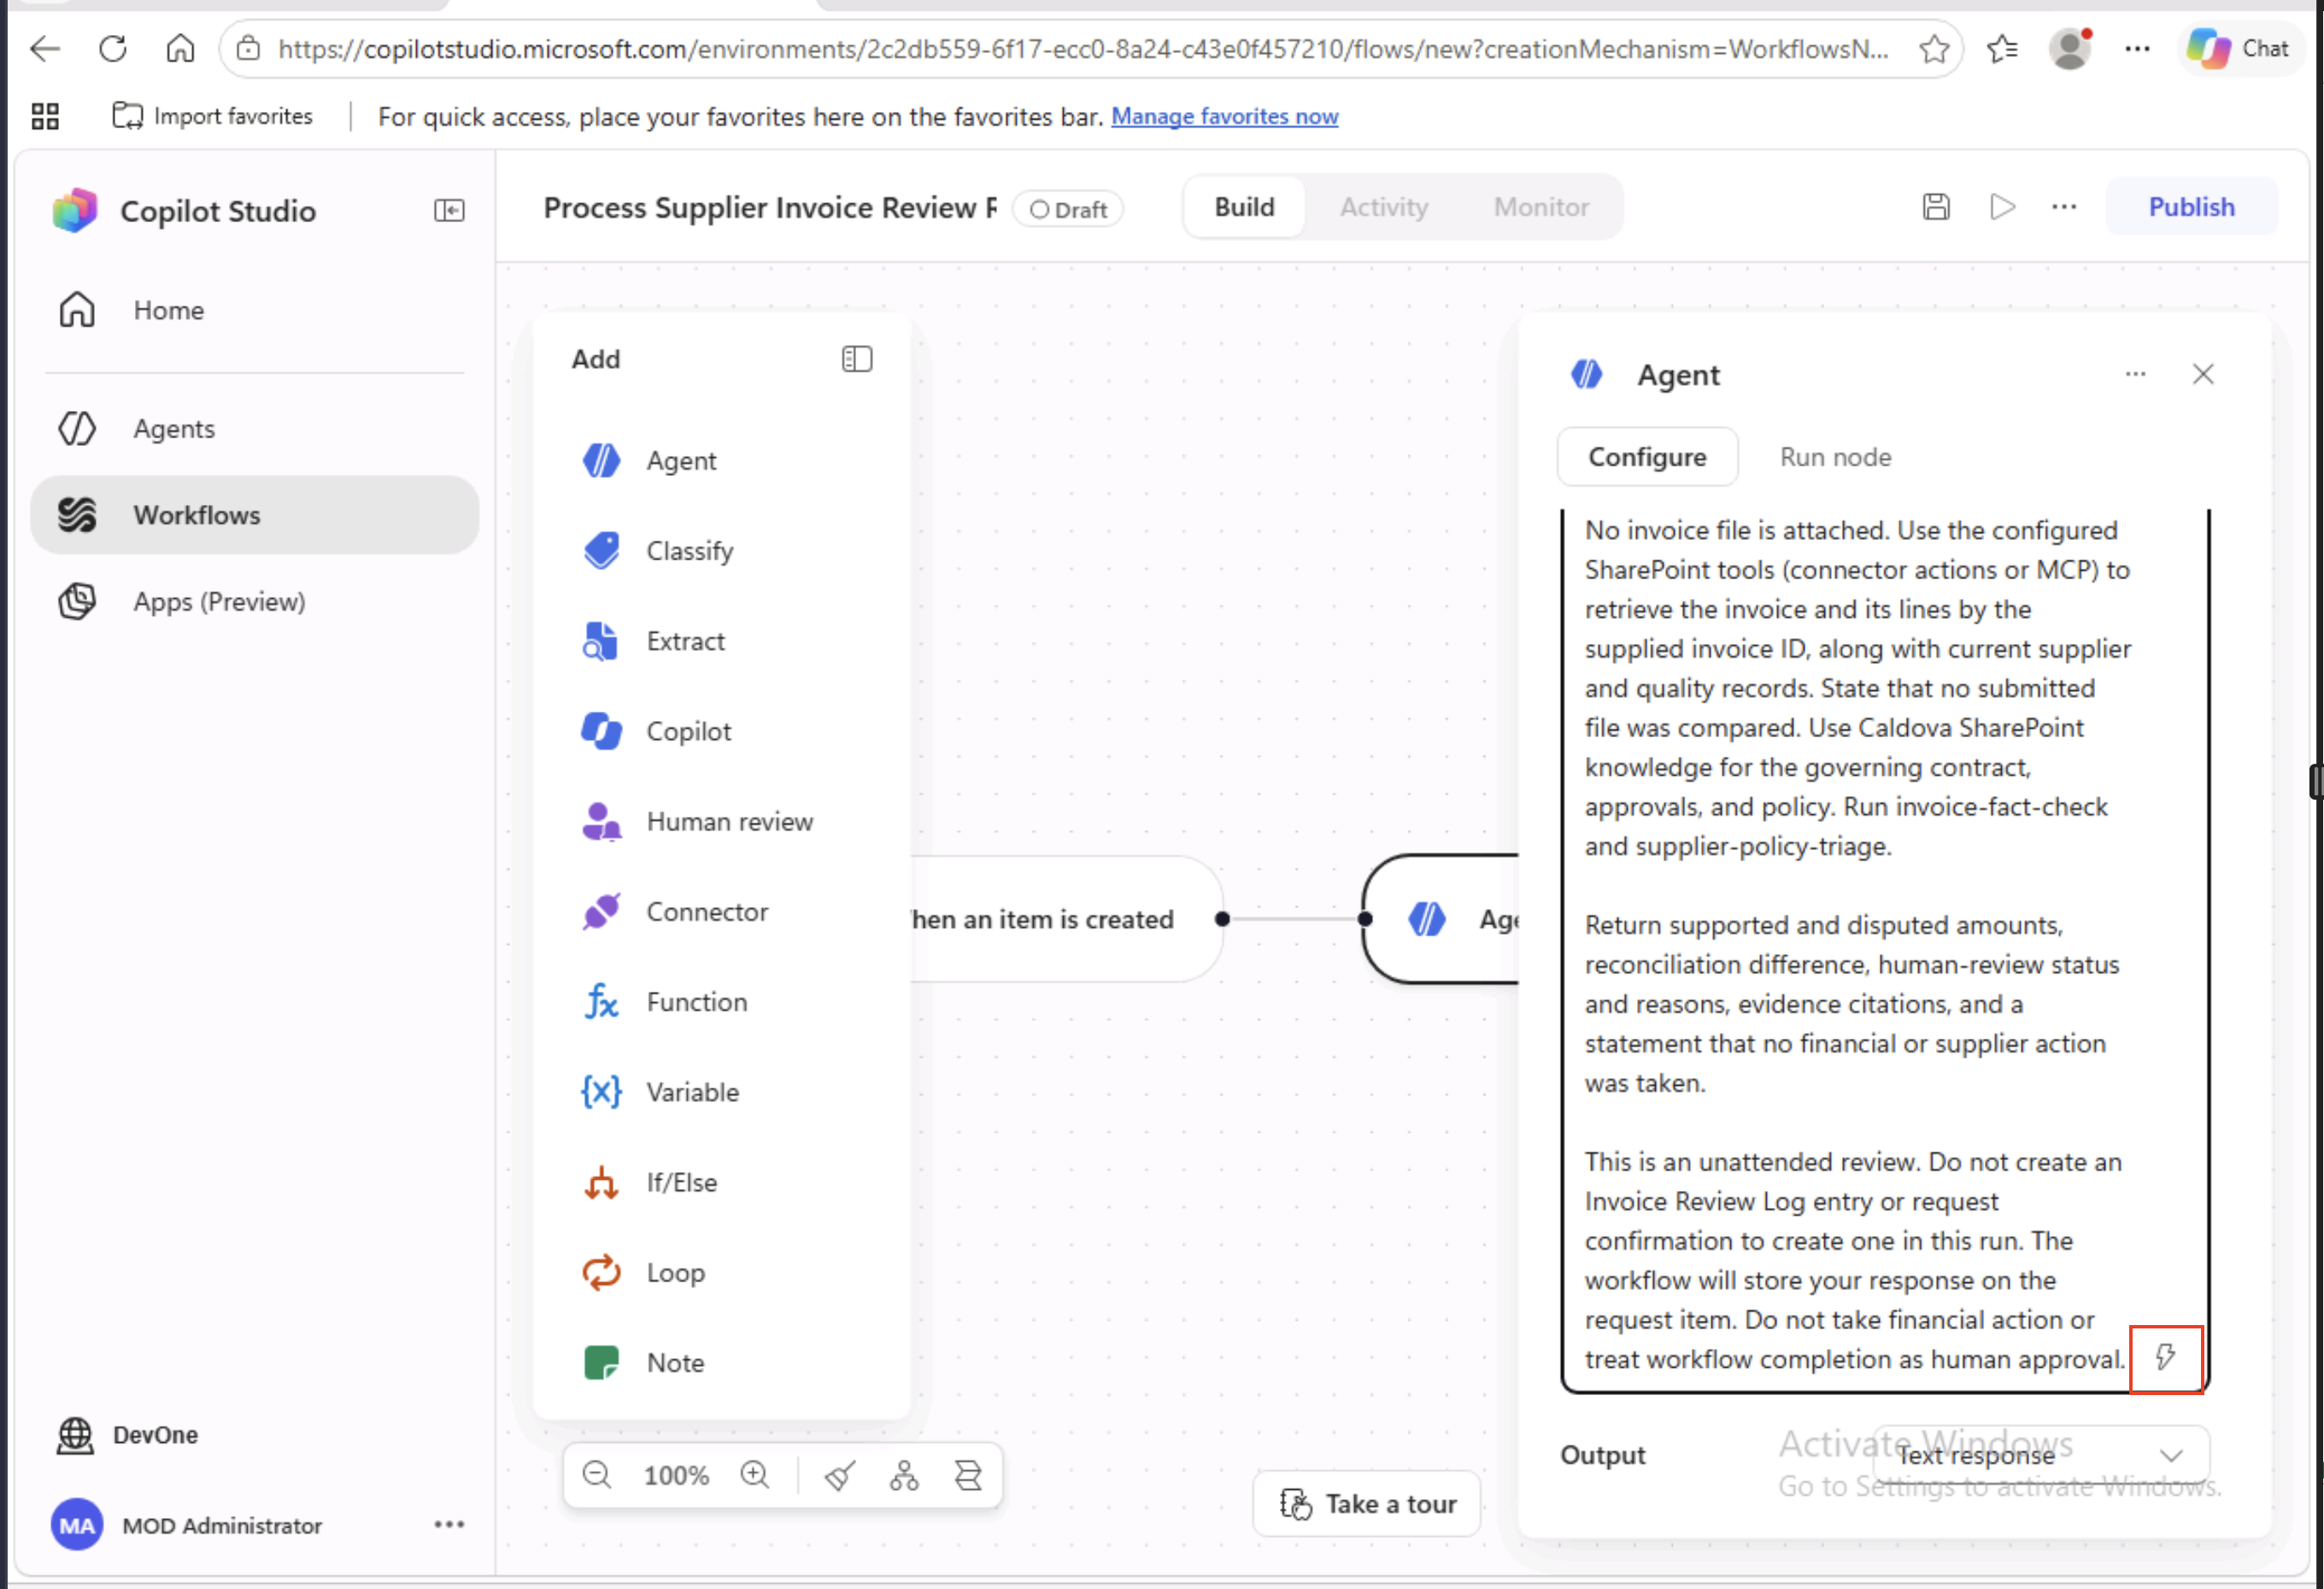 https://copilotstudio.microsoft.com/environments/2c2db559-6f17-ecc0-8a24-c43e0f457210/flows/new?creationMechanism=WorkflowsN...
Chat
Import favorites
For quick access, place your favorites here on the favorites bar. Manage favorites now
Copilot Studio
Process Supplier Invoice Review R
Draft
Build
Activity
Monitor
Publish
Home
Agents
Workflows
Apps (Preview)
DevOne
MA
MOD Administrator
Add
Agent
Classify
Extract
Copilot
Human review
Connector
Function
Variable
If/Else
Loop
Note
100%
hen an item is created
Age
Take a tour
Agent
Configure
Run node
No invoice file is attached. Use the configured
SharePoint tools (connector actions or MCP) to
retrieve the invoice and its lines by the
supplied invoice ID, along with current supplier
and quality records. State that no submitted
file was compared. Use Caldova SharePoint
knowledge for the governing contract,
approvals, and policy. Run invoice-fact-check
and supplier-policy-triage.
Return supported and disputed amounts,
reconciliation difference, human-review status
and reasons, evidence citations, and a
statement that no financial or supplier action
was taken.
This is an unattended review. Do not create an
Invoice Review Log entry or request
confirmation to create one in this run. The
workflow will store your response on the
request item. Do not take financial action or
treat workflow completion as human approval.
Output
Text response
Activate Windows
Go to Settings to activate Windows.